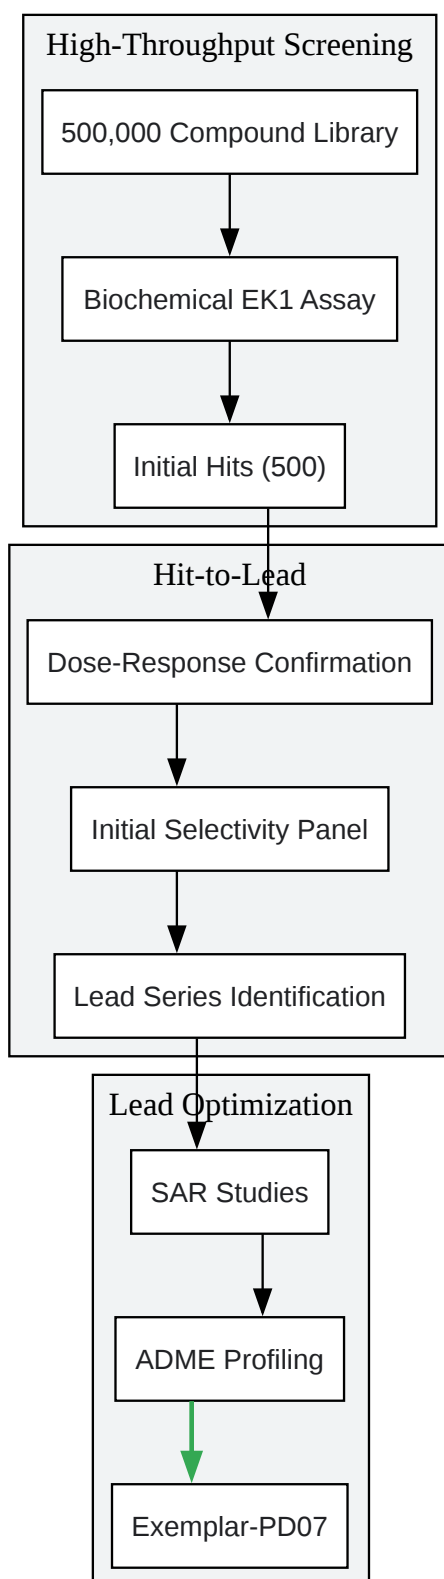 High-Throughput Screening
500,000 Compound Library
Biochemical EK1 Assay
Initial Hits (500)
Hit-to-Lead
Dose-Response Confirmation
Initial Selectivity Panel
Lead Series Identification
Lead Optimization
SAR Studies
ADME Profiling
Exemplar-PD07